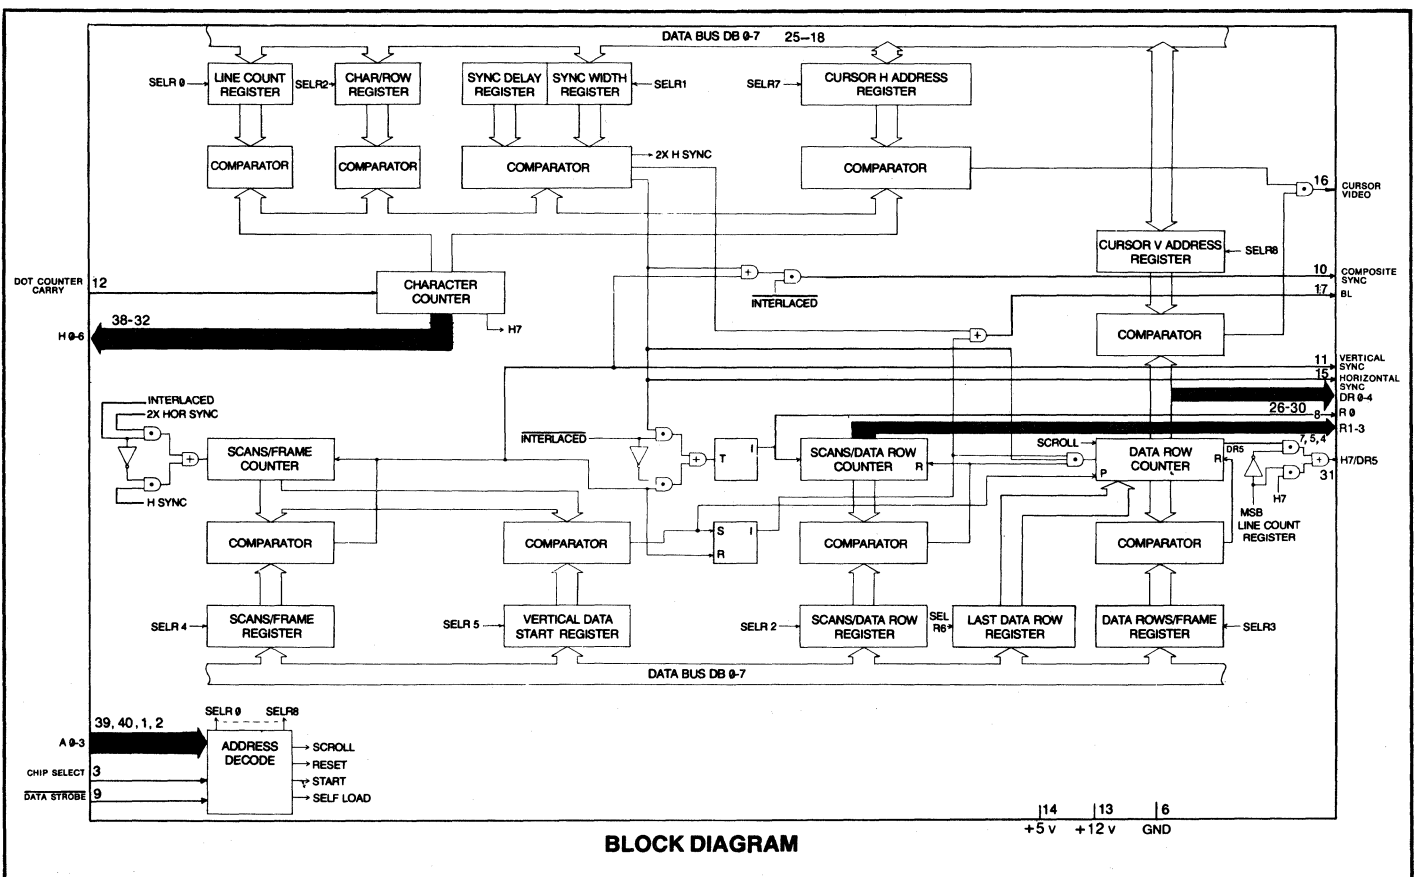 DATA BUS DB 0-7 25-18
SELR 0
LINE COUNT
REGISTER
SELR2
CHAR/ROW
REGISTER
SYNC DELAY
REGISTER
SYNC WIDTH
REGISTER
SELR1
SELR7
CURSOR H ADDRESS
REGISTER
COMPARATOR
COMPARATOR
COMPARATOR
2X H SYNC
COMPARATOR
16
CURSOR
VIDEO
CURSOR V ADDRESS
REGISTER
SELR8
DOT COUNTER
CARRY
12
CHARACTER
COUNTER
INTERLACED
10
COMPOSITE
SYNC
17
BL
38-32
H 0-6
H7
COMPARATOR
11
VERTICAL
SYNC
15
HORIZONTAL
SYNC
DR 0-4
26-30
8
R 0
R1-3
7, 5, 4
INTERLACED
2X HOR SYNC
H SYNC
SCANS/FRAME
COUNTER
INTERLACED
T
I
SCANS/DATA ROW
COUNTER
R
SCROLL
P
DATA ROW
COUNTER
R
DR5
H7/DR5
31
H7
MSB
LINE COUNT
REGISTER
COMPARATOR
COMPARATOR
S
I
R
COMPARATOR
COMPARATOR
SELR 4
SCANS/FRAME
REGISTER
SELR 5
VERTICAL DATA
START REGISTER
SELR 2
SCANS/DATA ROW
REGISTER
SEL
R6
LAST DATA ROW
REGISTER
DATA ROWS/FRAME
REGISTER
SELR3
DATA BUS DB 0-7
SELR 0
SELR8
39, 40, 1, 2
A 0-3
ADDRESS
DECODE
SCROLL
RESET
START
SELF LOAD
CHIP SELECT
3
DATA STROBE
9
14
13
6
+5 V
+12 V
GND
BLOCK DIAGRAM